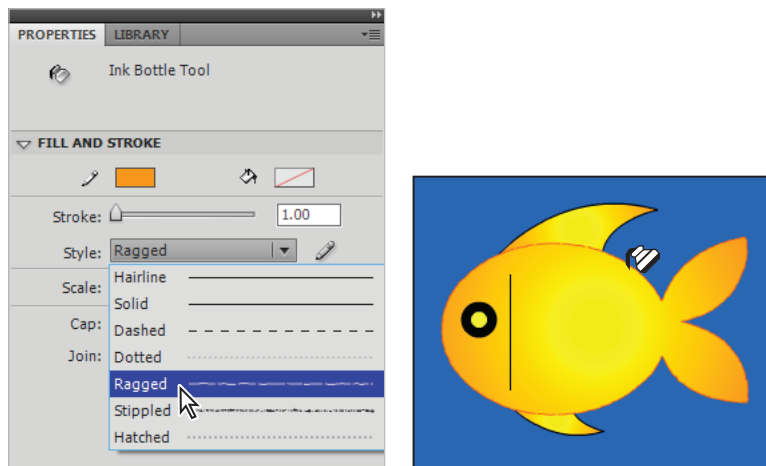 PROPERTIES LIBRARY
Ink Bottle Tool
FILL AND STROKE
Stroke: 1.00
Style: Ragged
Scale:
Cap:
Join:
Hairline
Solid
Dashed
Dotted
Ragged
Stippled
Hatched